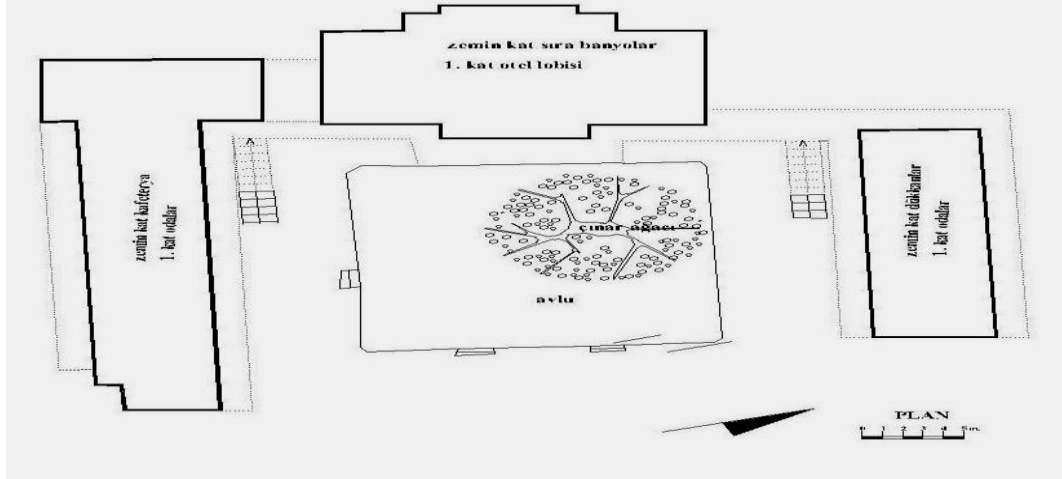 zemin kat sıra banyolar
1. kat otel lobisi
zemin kat kafeterya
1. kat odalar
çınar ağacı
avlu
zemin kat dükkanlar
1. kat odalar
PLAN
0 1 2 3 4 5m.